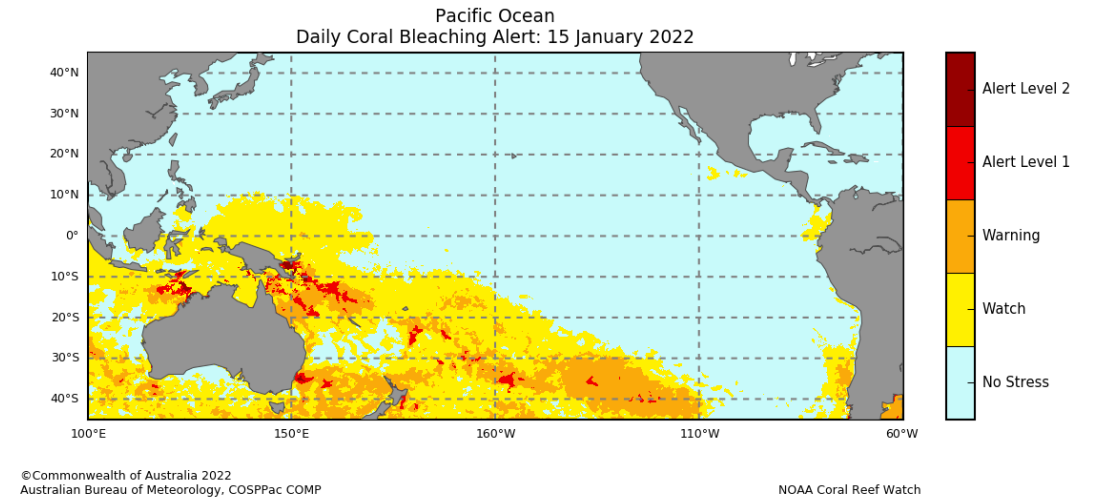 Pacific Ocean
Daily Coral Bleaching Alert: 15 January 2022
40°N
30°N
20°N
10°N
0°
10°S
20°S
30°S
40°S
100°E
150°E
160°W
110°W
60°W
Alert Level 2
Alert Level 1
Warning
Watch
No Stress
©Commonwealth of Australia 2022
Australian Bureau of Meteorology, COSPPac COMP
NOAA Coral Reef Watch